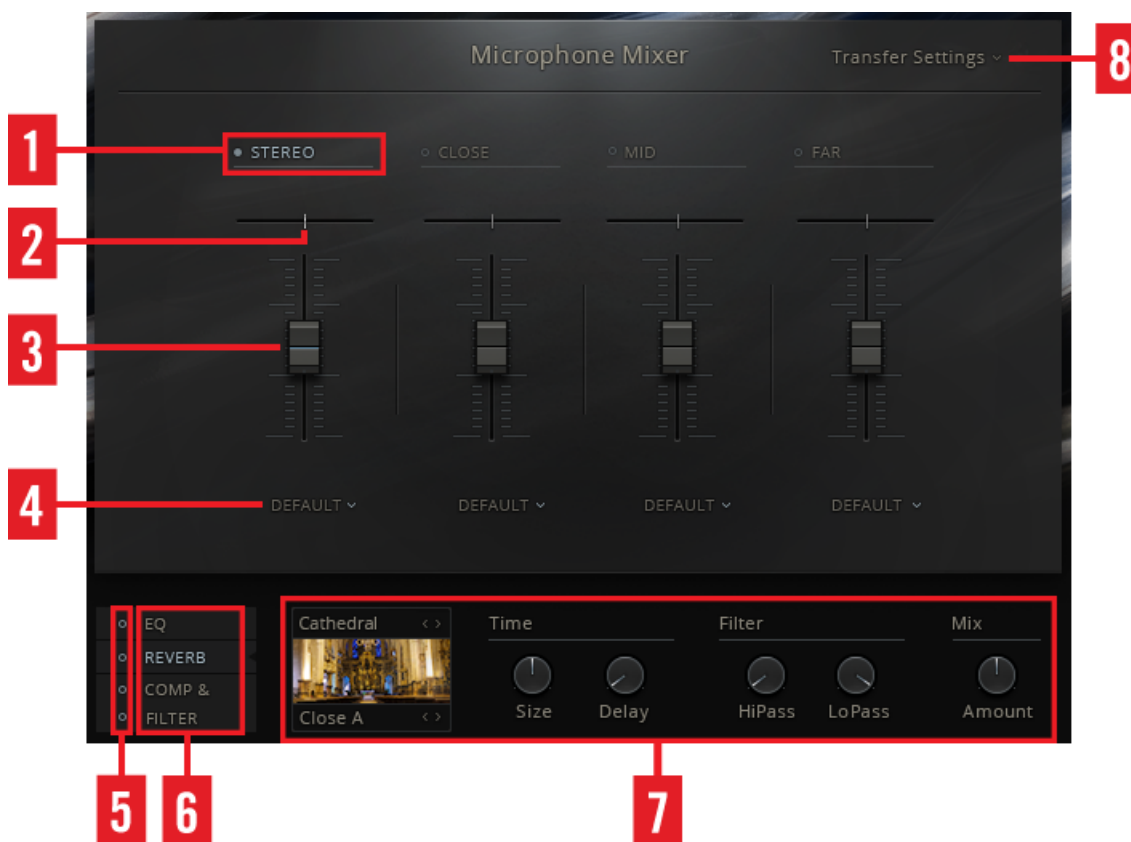 Microphone Mixer
Transfer Settings
8
1
STEREO
CLOSE
MID
FAR
2
3
4
DEFAULT
DEFAULT
DEFAULT
DEFAULT
EQ
REVERB
COMP &
FILTER
Cathedral
Close A
Time
Size
Delay
Filter
HiPass
LoPass
Mix
Amount
5
6
7